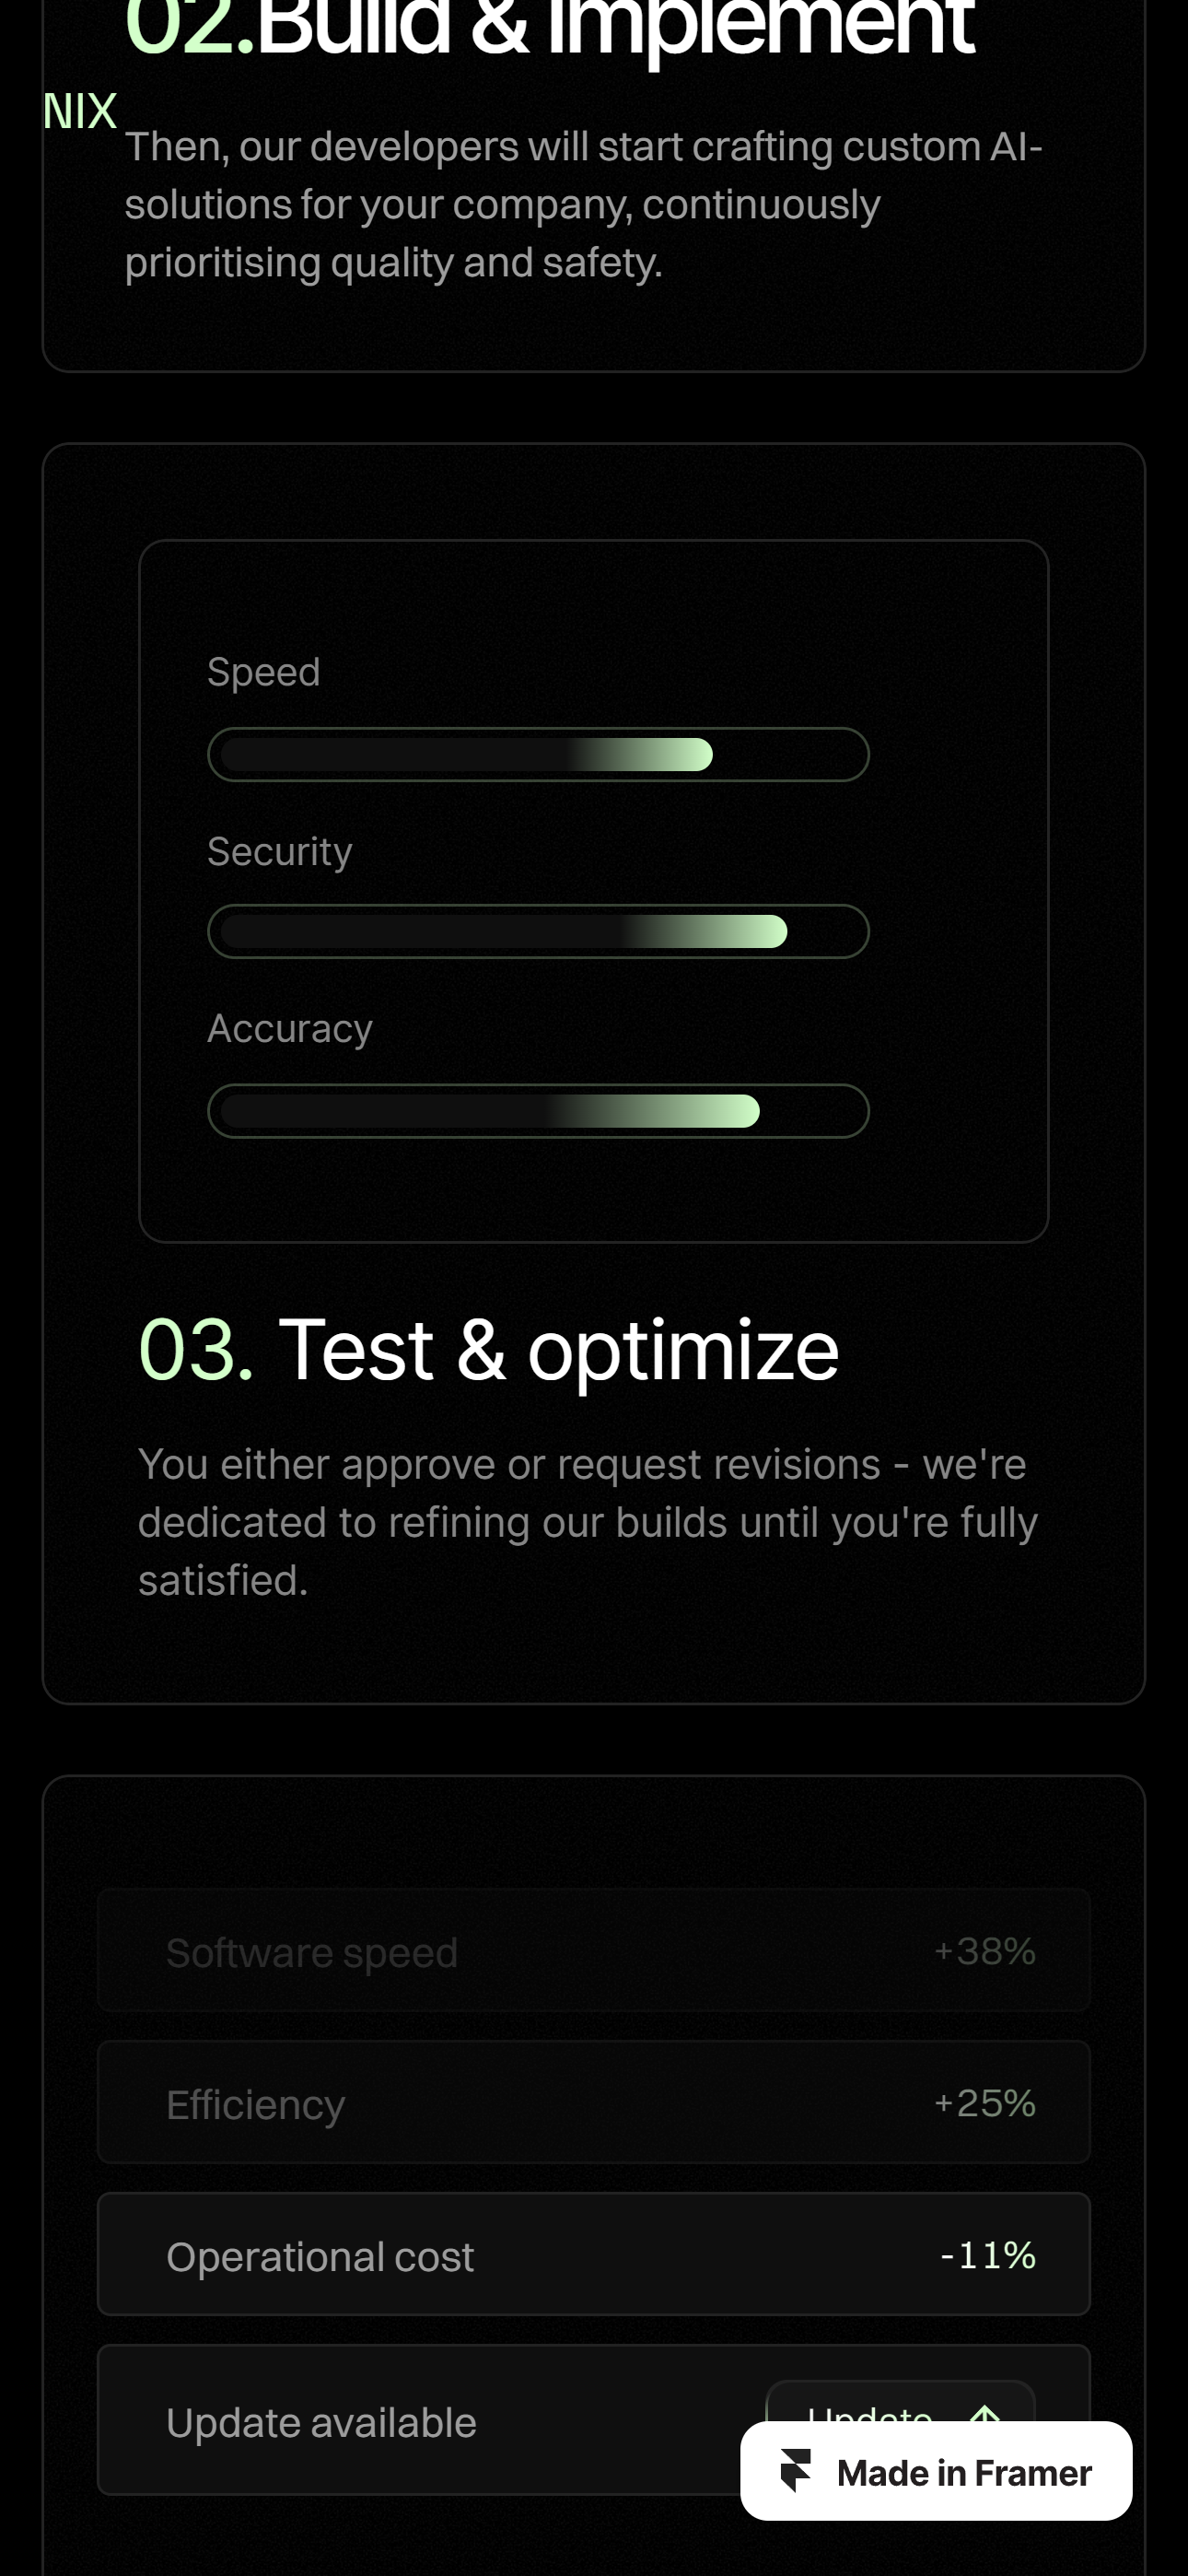 02.Build & Implement
NIX
Then, our developers will start crafting custom AI-
solutions for your company, continuously
prioritising quality and safety.
Speed
Security
Accuracy
03. Test & optimize
You either approve or request revisions - we're
dedicated to refining our builds until you're fully
satisfied.
Software speed +38%
Efficiency +25%
Operational cost -11%
Update available Update
Made in Framer